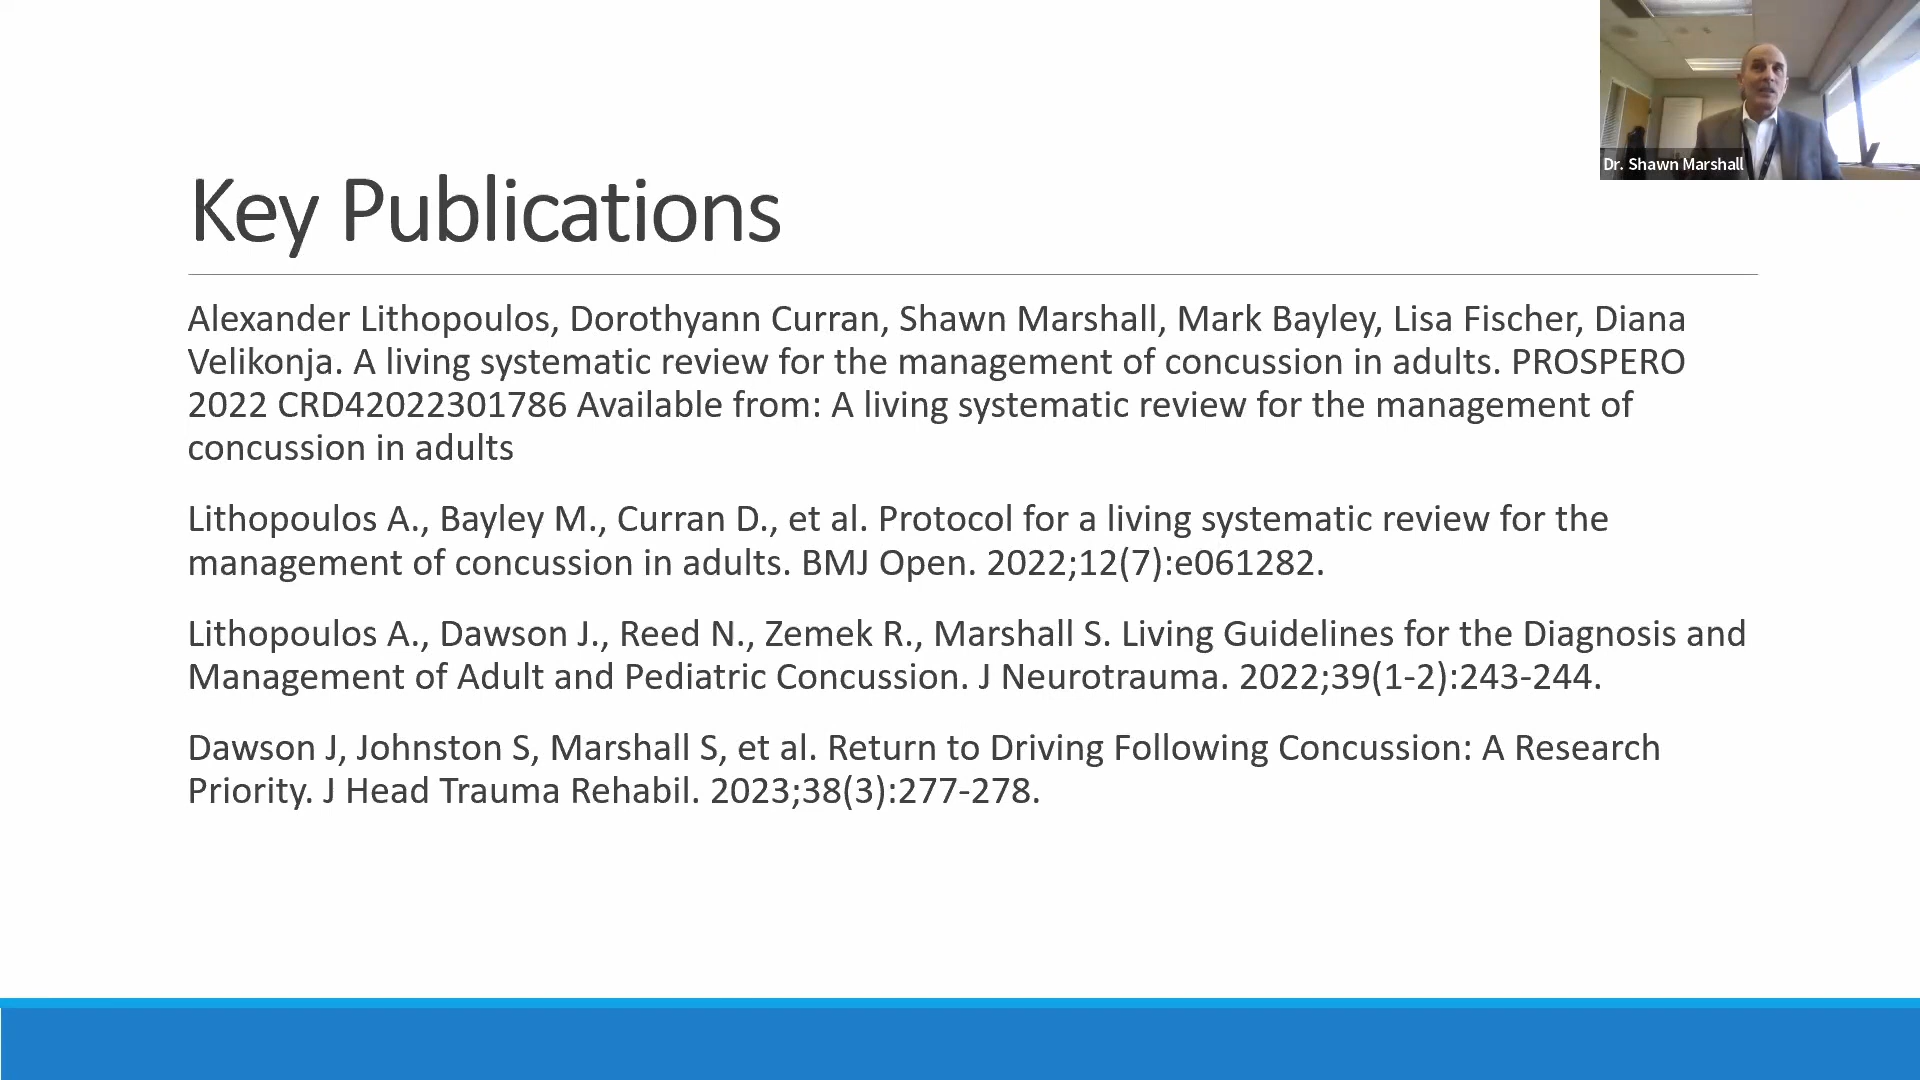 Dr. Shawn Marshall
Key Publications
Alexander Lithopoulos, Dorothyann Curran, Shawn Marshall, Mark Bayley, Lisa Fischer, Diana
Velikonja. A living systematic review for the management of concussion in adults. PROSPERO
2022 CRD42022301786 Available from: A living systematic review for the management of
concussion in adults
Lithopoulos A., Bayley M., Curran D., et al. Protocol for a living systematic review for the
management of concussion in adults. BMJ Open. 2022;12(7):e061282.
Lithopoulos A., Dawson J., Reed N., Zemek R., Marshall S. Living Guidelines for the Diagnosis and
Management of Adult and Pediatric Concussion. J Neurotrauma. 2022;39(1-2):243-244.
Dawson J, Johnston S, Marshall S, et al. Return to Driving Following Concussion: A Research
Priority. J Head Trauma Rehabil. 2023;38(3):277-278.